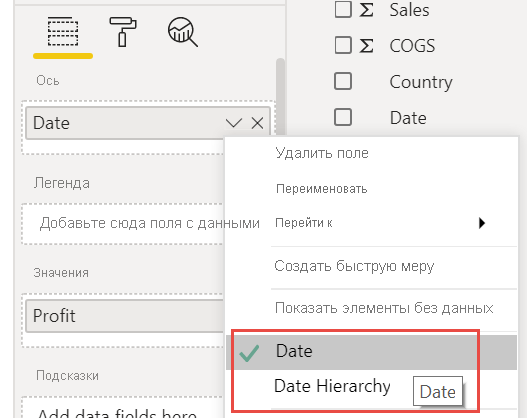 Ось
Date
Легенда
Добавьте сюда поля с данными
Значения
Profit
Подсказки
Add data fields here
Sales
COGS
Country
Date
Удалить поле
Переименовать
Перейти к
Создать быструю меру
Показать элементы без данных
Date
Date Hierarchy
Date